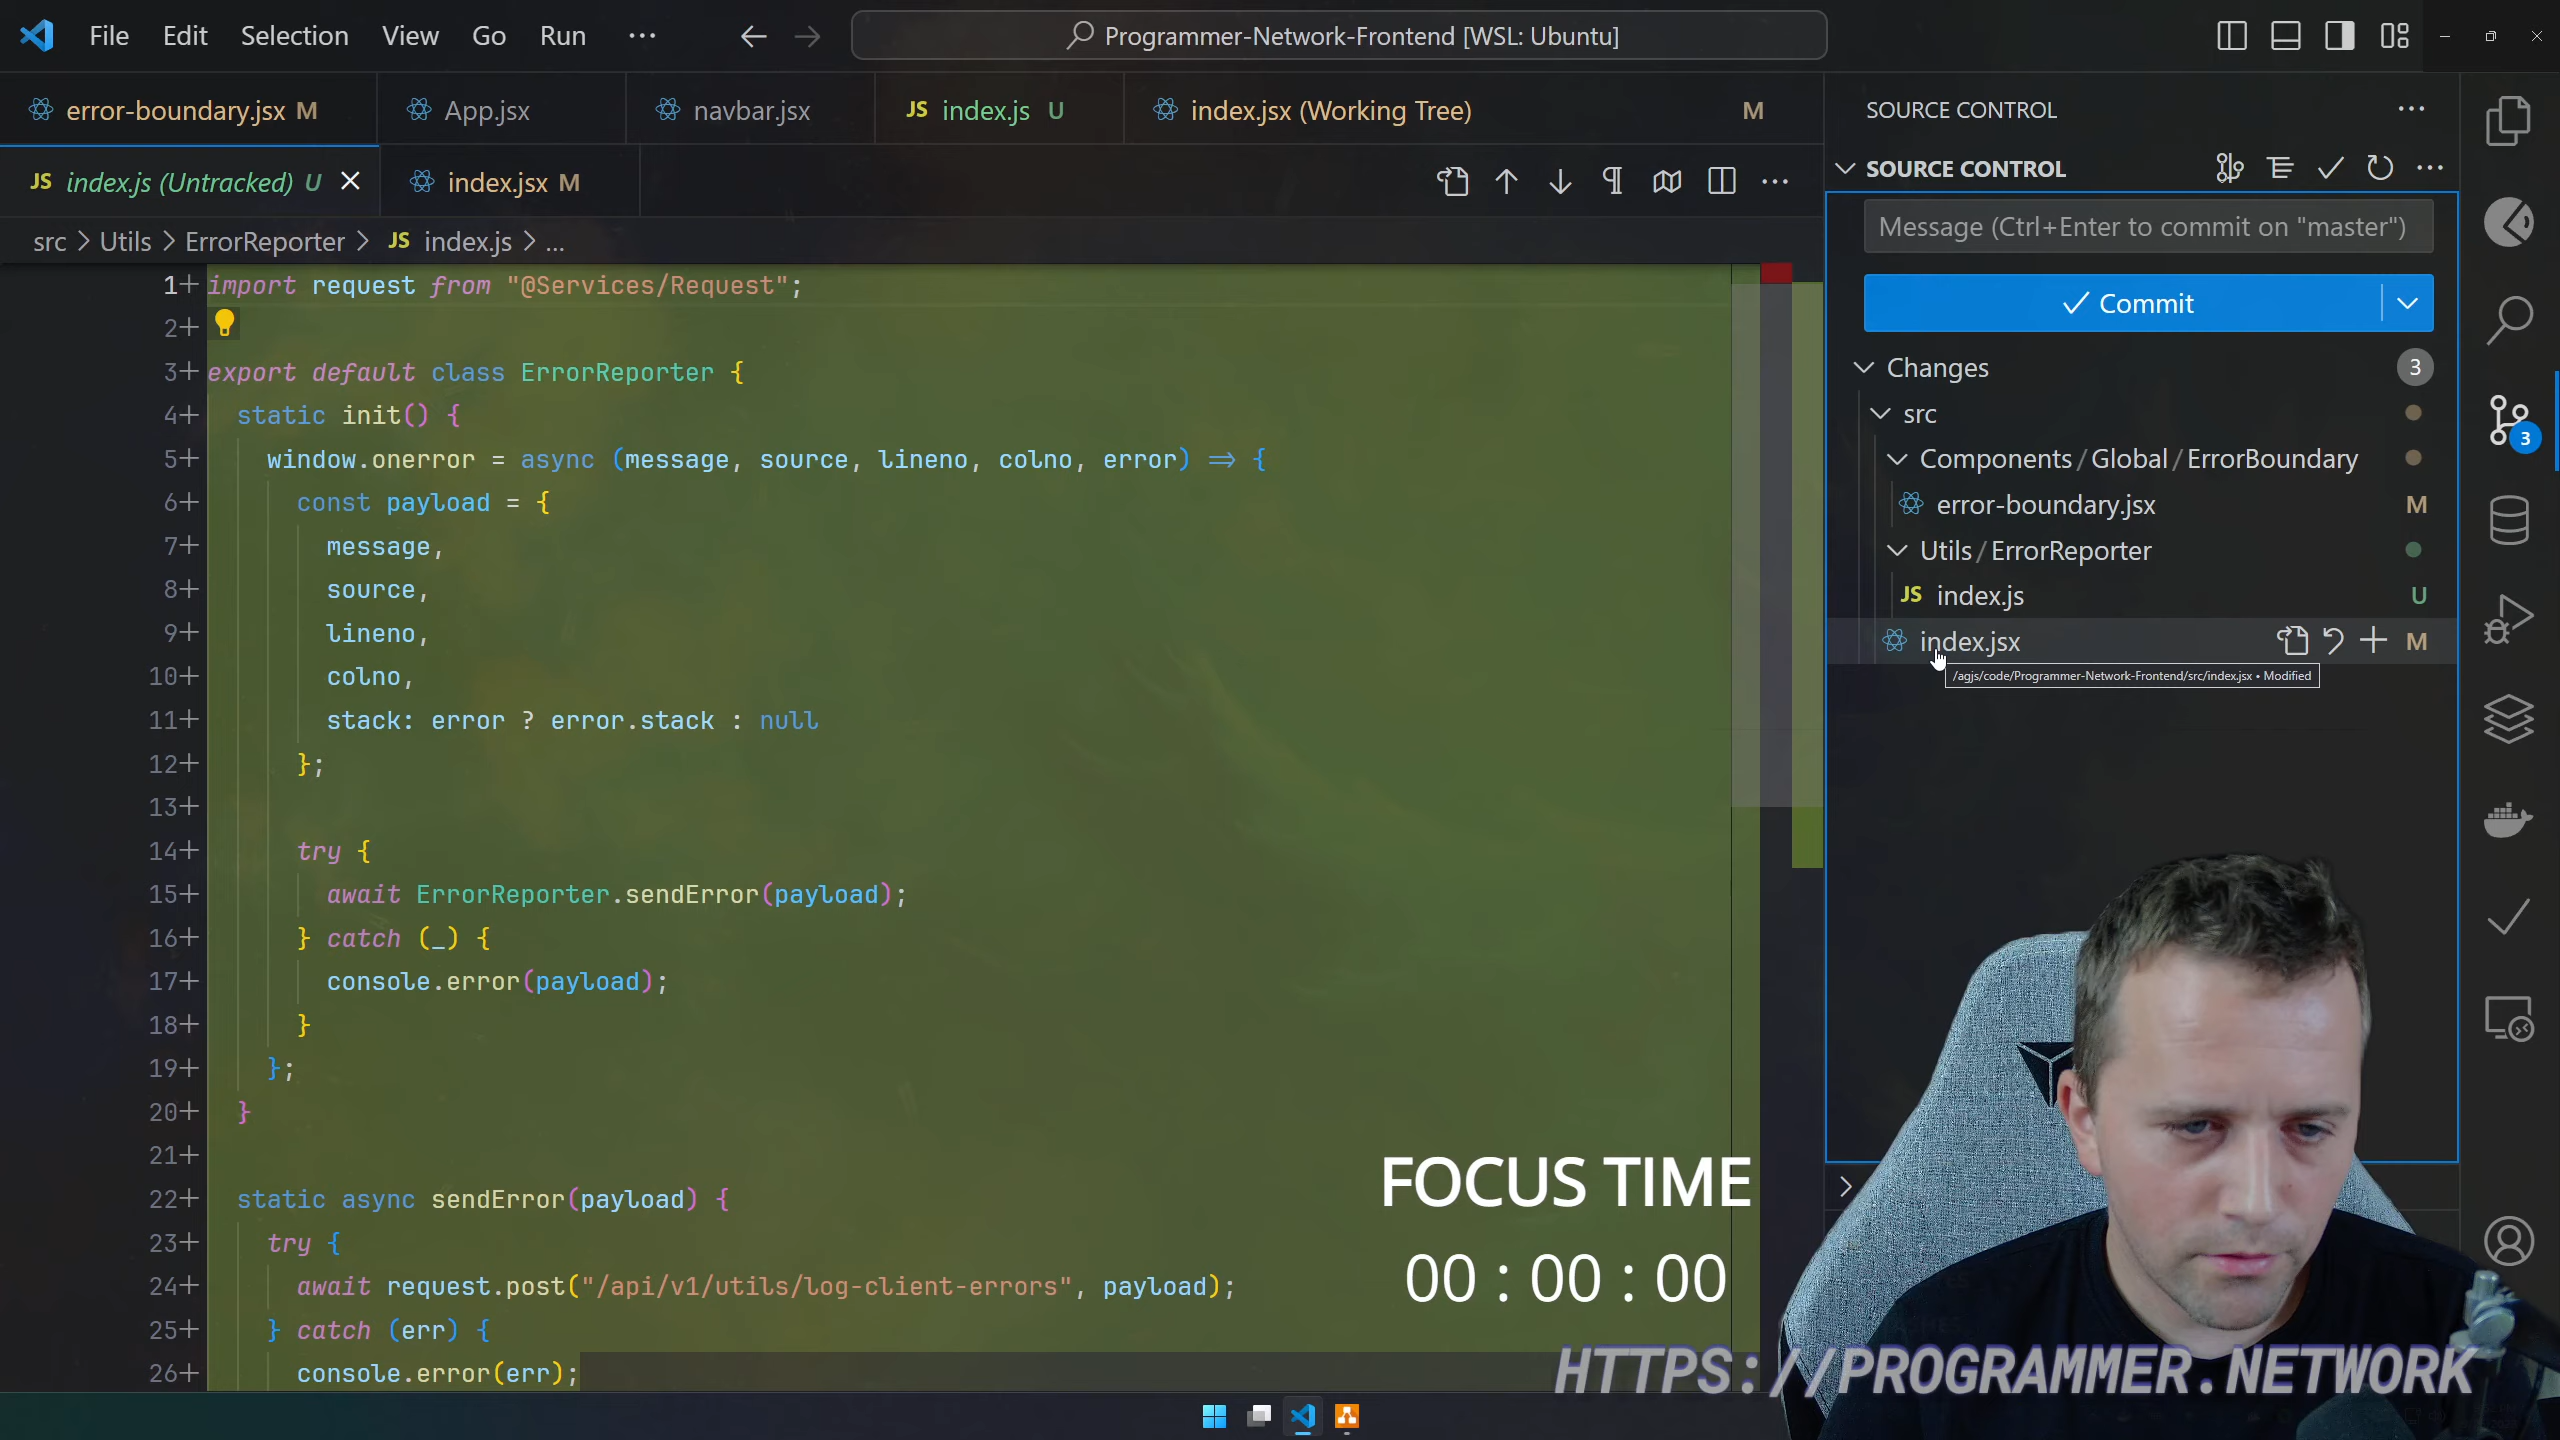 File Edit Selection View Go Run ... Programmer-Network-Frontend [WSL: Ubuntu]
error-boundary.jsx M App.jsx navbar.jsx JS index.js U index.jsx (Working Tree) M
JS index.js (Untracked) U index.jsx M
src > Utils > ErrorReporter > JS index.js > ...
1+ import request from "@Services/Request";
2+
3+ export default class ErrorReporter {
4+ static init() {
5+ window.onerror = async (message, source, lineno, colno, error) => {
6+ const payload = {
7+ message,
8+ source,
9+ lineno,
10+ colno,
11+ stack: error ? error.stack : null
12+ };
13+
14+ try {
15+ await ErrorReporter.sendError(payload);
16+ } catch (_) {
17+ console.error(payload);
18+ }
19+ };
20+ }
21+
22+ static async sendError(payload) {
23+ try {
24+ await request.post("/api/v1/utils/log-client-errors", payload);
25+ } catch (err) {
26+ console.error(err);
SOURCE CONTROL
SOURCE CONTROL
Message (Ctrl+Enter to commit on "master")
Commit
Changes 3
src
Components/Global/ErrorBoundary
error-boundary.jsx M
Utils/ErrorReporter
JS index.js U
index.jsx M
/agjs/code/Programmer-Network-Frontend/src/index.jsx • Modified
3
FOCUS TIME
00 : 00 : 00
HTTPS://PROGRAMMER.NETWORK